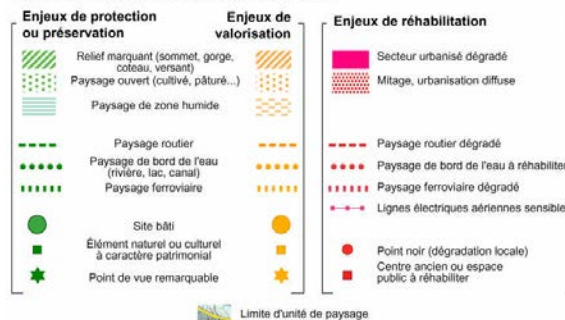 Enjeux de protection
ou préservation
Enjeux de
valorisation
Enjeux de réhabilitation
Relief marquant (sommet, gorge,
coteau, versant)
Paysage ouvert (cultivé, pâturé...)
Paysage de zone humide
Paysage routier
Paysage de bord de l'eau
(rivière, lac, canal)
Paysage ferroviaire
Site bâti
Élément naturel ou culturel
à caractère patrimonial
Point de vue remarquable
Secteur urbanisé dégradé
Mitage, urbanisation diffuse
Paysage routier dégradé
Paysage de bord de l'eau à réhabiliter
Paysage ferroviaire dégradé
Lignes électriques aériennes sensibles
Point noir (dégradation locale)
Centre ancien ou espace
public à réhabiliter
Limite d'unité de paysage